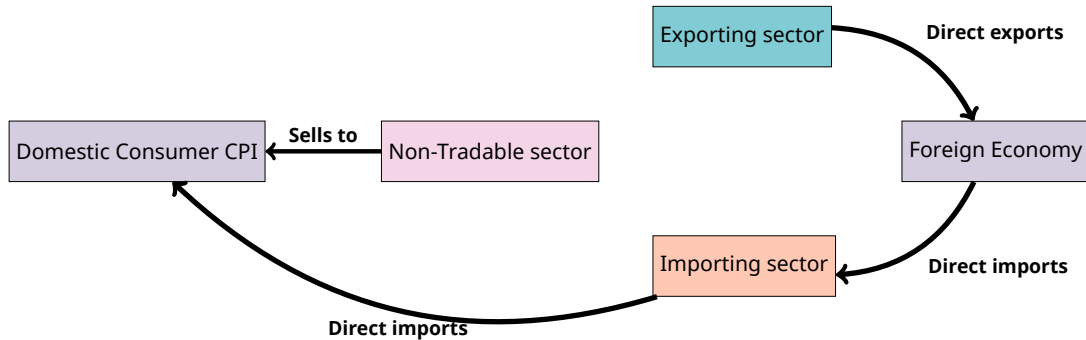 Exporting sector
Direct exports
Domestic Consumer CPI
Sells to
Non-Tradable sector
Foreign Economy
Importing sector
Direct imports
Direct imports